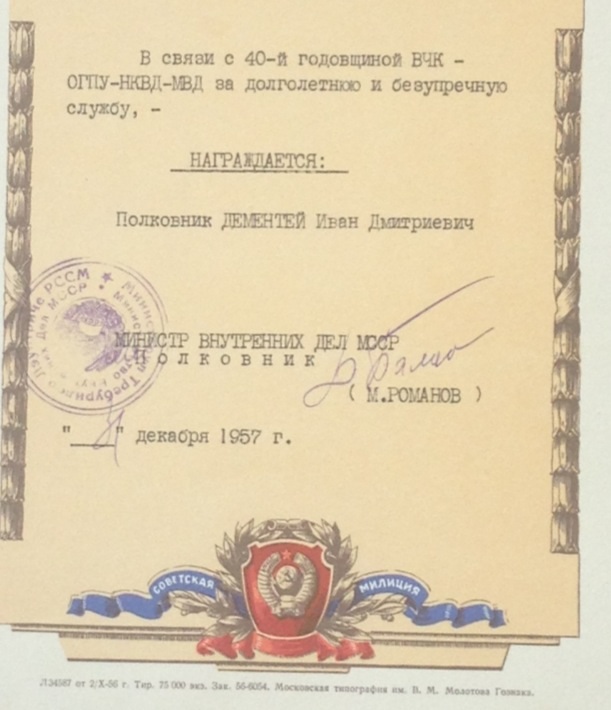 В связи с 40-й годовщиной ВЧК -
ОГПУ-НКВД-МВД за долголетнюю и безупречную
службу, -
НАГРАЖДАЕТСЯ:
Полковник ДЕМЕНТЕЙ Иван Дмитриевич
МИНИСТР ВНУТРЕННИХ ДЕЛ МССР
П о л к о в н и к
( М.РОМАНОВ )
" " декабря 1957 г.
СОВЕТСКАЯ МИЛИЦИЯ
Л34587 от 2/X-56 г. Тир. 75 000 экз. Зак. 56-6054. Московская типография им. В. М. Молотова Гознака.